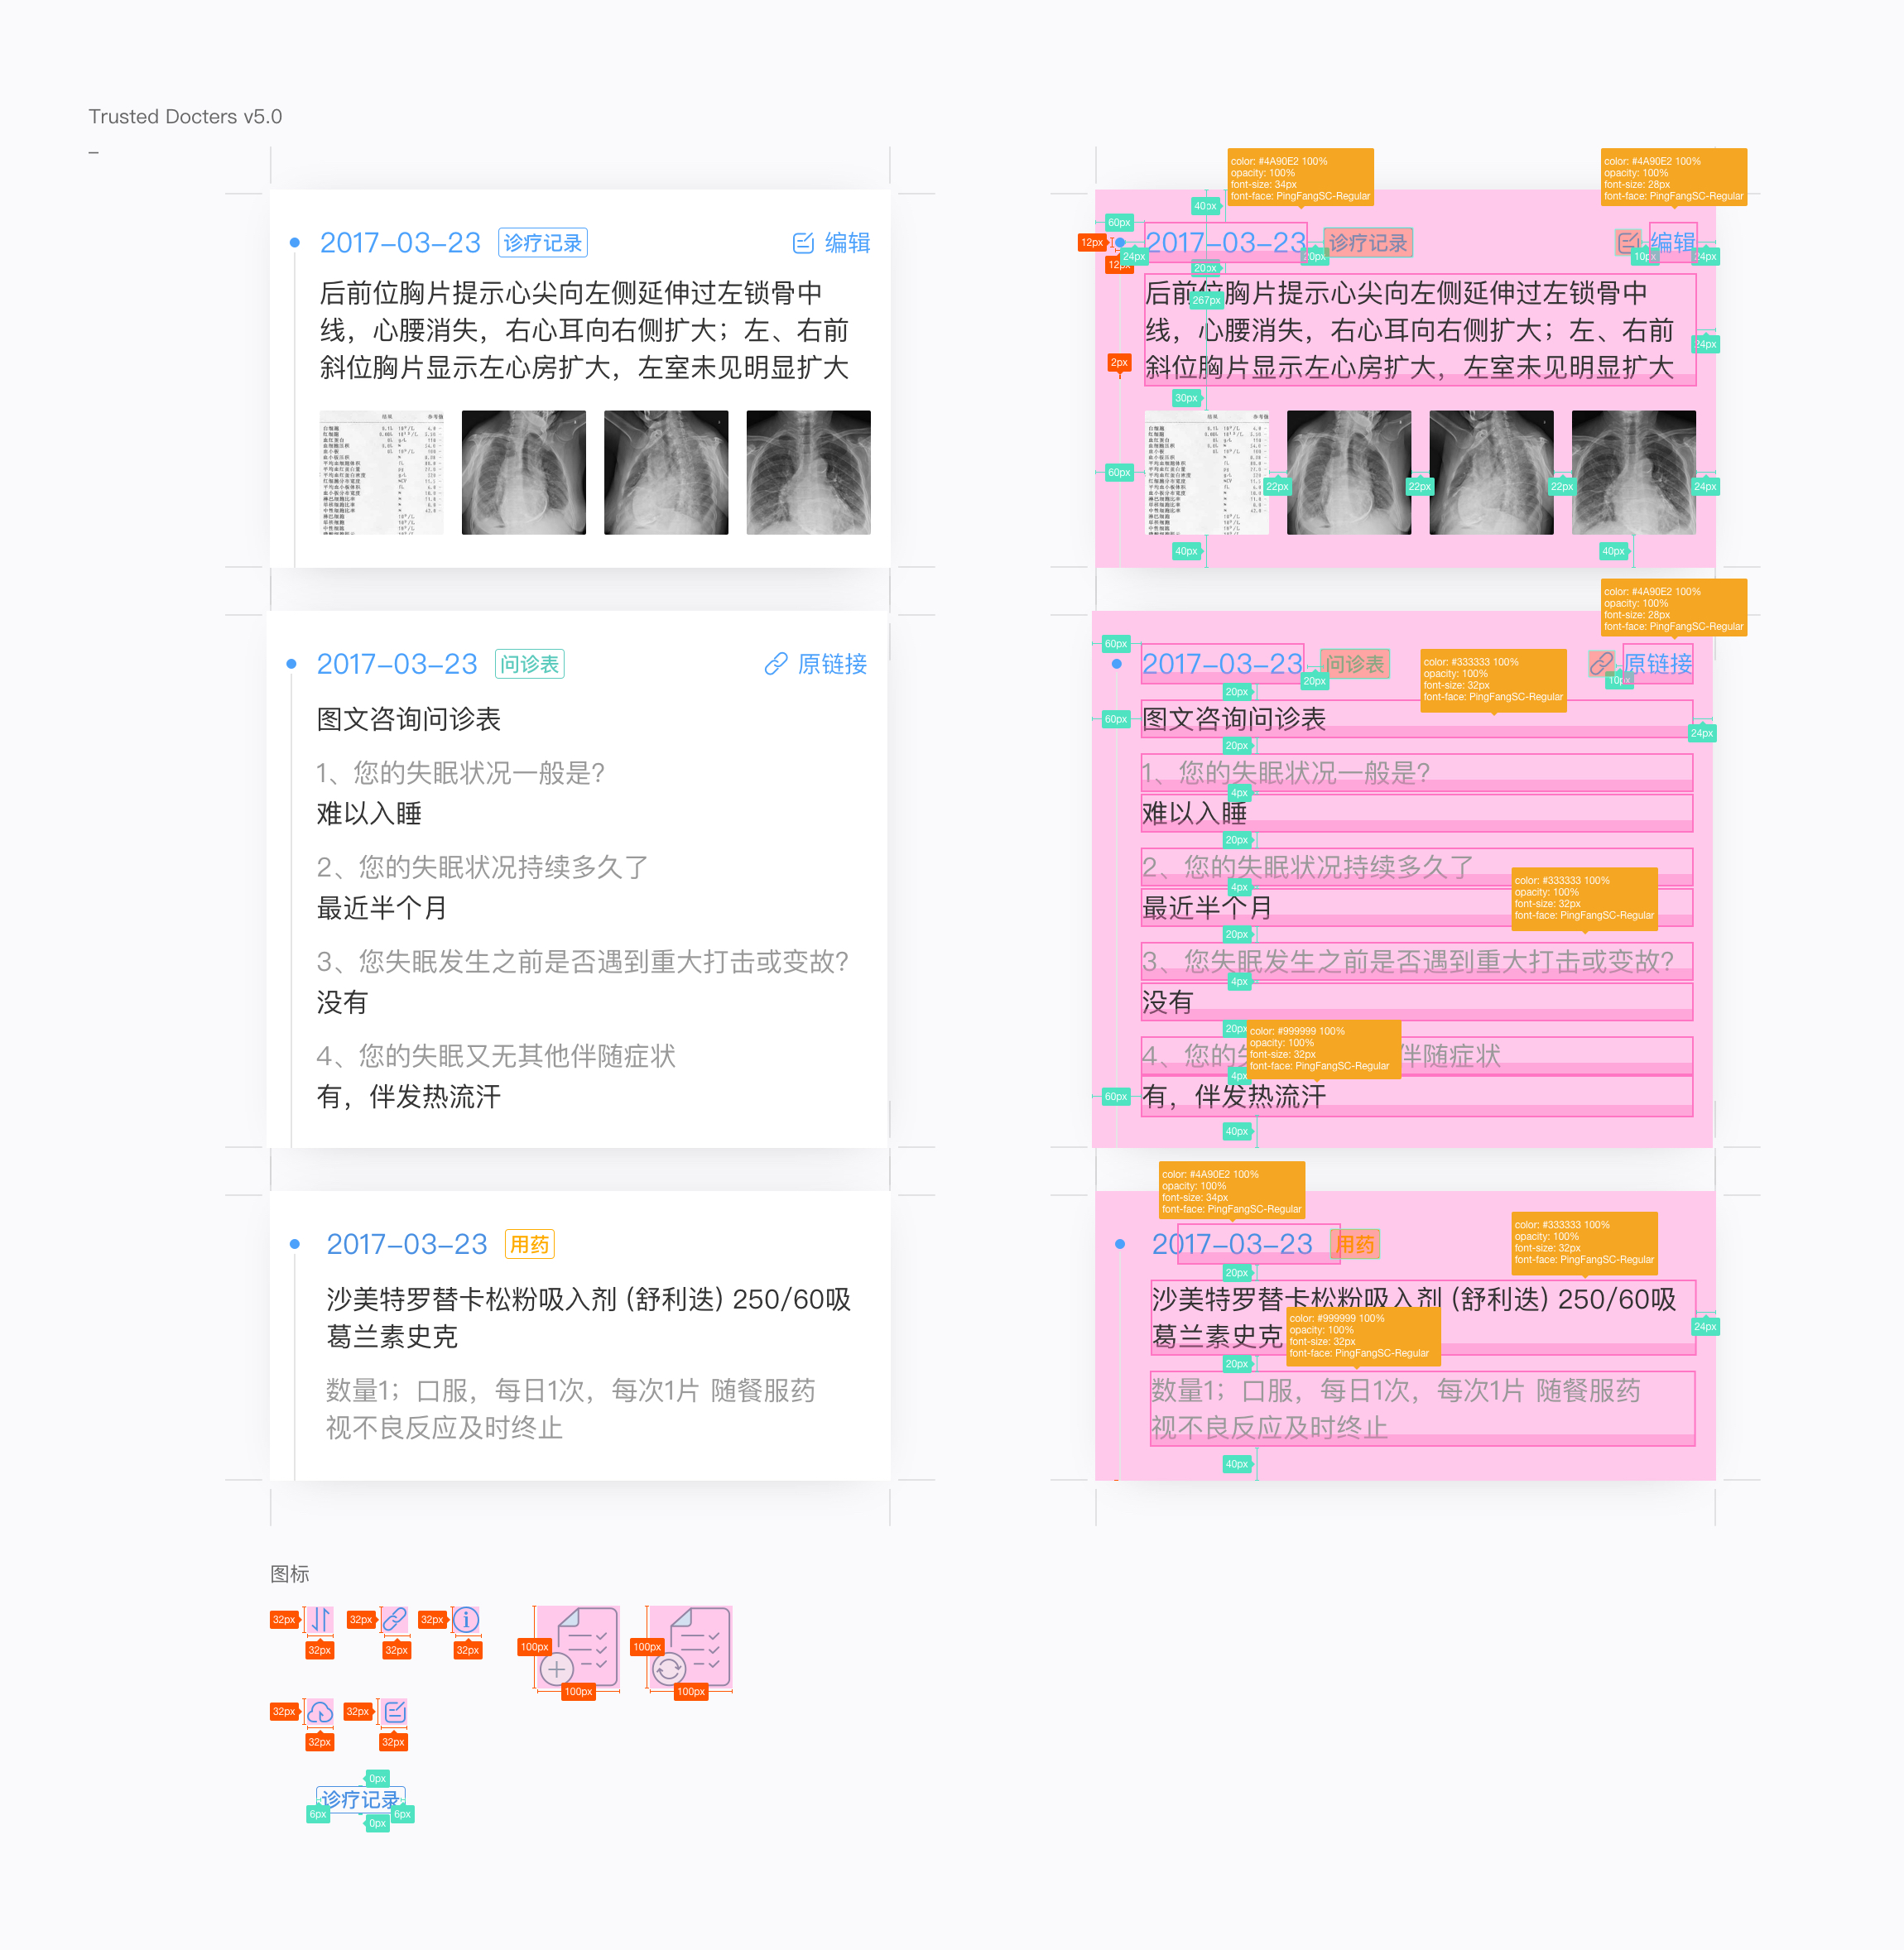 Trusted Docters v5.0
–
2017-03-23 诊疗记录 编辑
后前位胸片提示心尖向左侧延伸过左锁骨中
线，心腰消失，右心耳向右侧扩大；左、右前
斜位胸片显示左心房扩大，左室未见明显扩大
2017-03-23 问诊表 原链接
图文咨询问诊表
1、您的失眠状况一般是？
难以入睡
2、您的失眠状况持续多久了
最近半个月
3、您失眠发生之前是否遇到重大打击或变故？
没有
4、您的失眠又无其他伴随症状
有，伴发热流汗
2017-03-23 用药
沙美特罗替卡松粉吸入剂 (舒利迭) 250/60吸
葛兰素史克
数量1；口服，每日1次，每次1片 随餐服药
视不良反应及时终止
color: #4A90E2 100%
opacity: 100%
font-size: 34px
font-face: PingFangSC-Regular
color: #4A90E2 100%
opacity: 100%
font-size: 28px
font-face: PingFangSC-Regular
40px
60px
12px
2017-03-23 诊疗记录 编辑
24px
20px
10px
24px
12px
20px
后前位胸片提示心尖向左侧延伸过左锁骨中
267px
线，心腰消失，右心耳向右侧扩大；左、右前
24px
2px
斜位胸片显示左心房扩大，左室未见明显扩大
30px
60px
22px
22px
22px
24px
40px
40px
color: #4A90E2 100%
opacity: 100%
font-size: 28px
font-face: PingFangSC-Regular
60px
2017-03-23 问诊表 原链接
20px
10px
color: #333333 100%
opacity: 100%
font-size: 32px
font-face: PingFangSC-Regular
20px
60px
图文咨询问诊表
24px
20px
1、您的失眠状况一般是？
4px
难以入睡
20px
2、您的失眠状况持续多久了
color: #333333 100%
opacity: 100%
font-size: 32px
font-face: PingFangSC-Regular
4px
最近半个月
20px
3、您失眠发生之前是否遇到重大打击或变故？
4px
没有
20px
color: #999999 100%
opacity: 100%
font-size: 32px
font-face: PingFangSC-Regular
4、您的失 伴随症状
4px
60px
有，伴发热流汗
40px
color: #4A90E2 100%
opacity: 100%
font-size: 34px
font-face: PingFangSC-Regular
2017-03-23 用药
color: #333333 100%
opacity: 100%
font-size: 32px
font-face: PingFangSC-Regular
20px
沙美特罗替卡松粉吸入剂 (舒利迭) 250/60吸
24px
葛兰素史克
color: #999999 100%
opacity: 100%
font-size: 32px
font-face: PingFangSC-Regular
20px
数量1；口服，每日1次，每次1片 随餐服药
视不良反应及时终止
40px
图标
32px
32px
32px
32px
32px
32px
100px
100px
100px
100px
32px
32px
32px
32px
0px
诊疗记录
6px
6px
0px